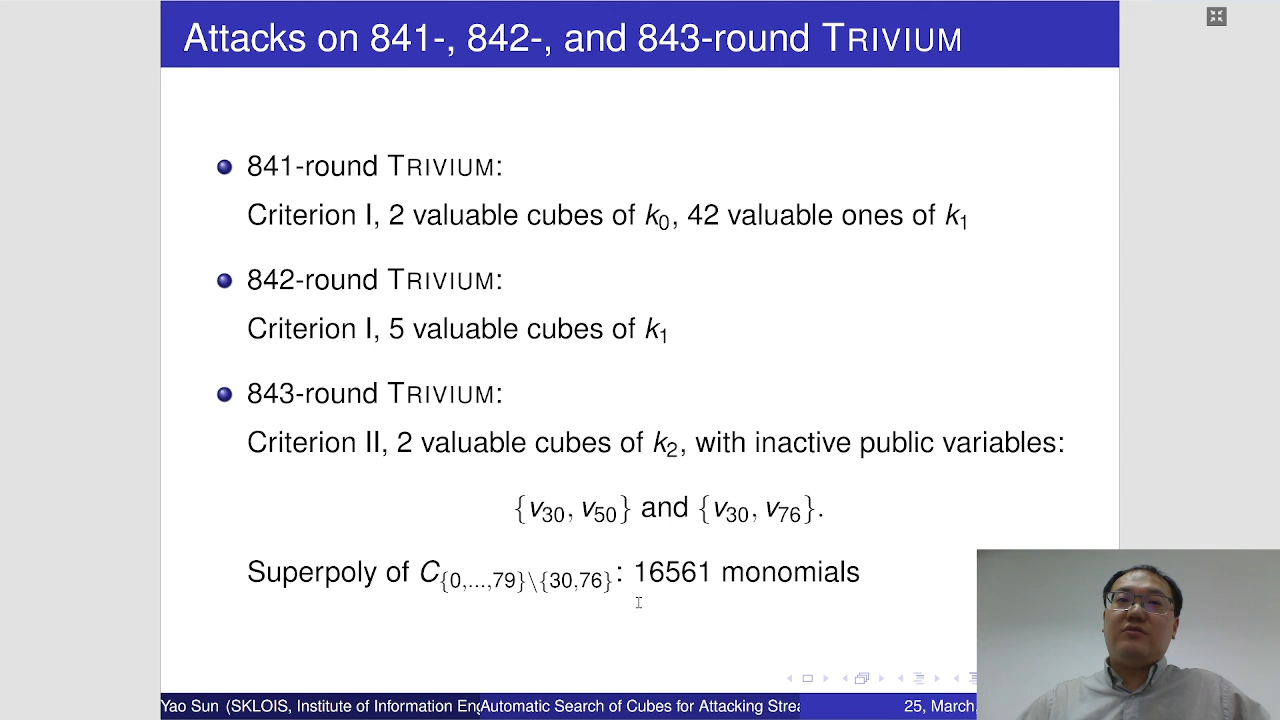 Attacks on 841-, 842-, and 843-round TRIVIUM
841-round TRIVIUM:
Criterion I, 2 valuable cubes of k₀, 42 valuable ones of k₁
842-round TRIVIUM:
Criterion I, 5 valuable cubes of k₁
843-round TRIVIUM:
Criterion II, 2 valuable cubes of k₂, with inactive public variables:
{v₃₀, v₅₀} and {v₃₀, v₇₆}.
Superpoly of C_{{0,...,79}\{30,76}}: 16561 monomials
Yao Sun (SKLOIS, Institute of Information Eng Automatic Search of Cubes for Attacking Strea 25, March,